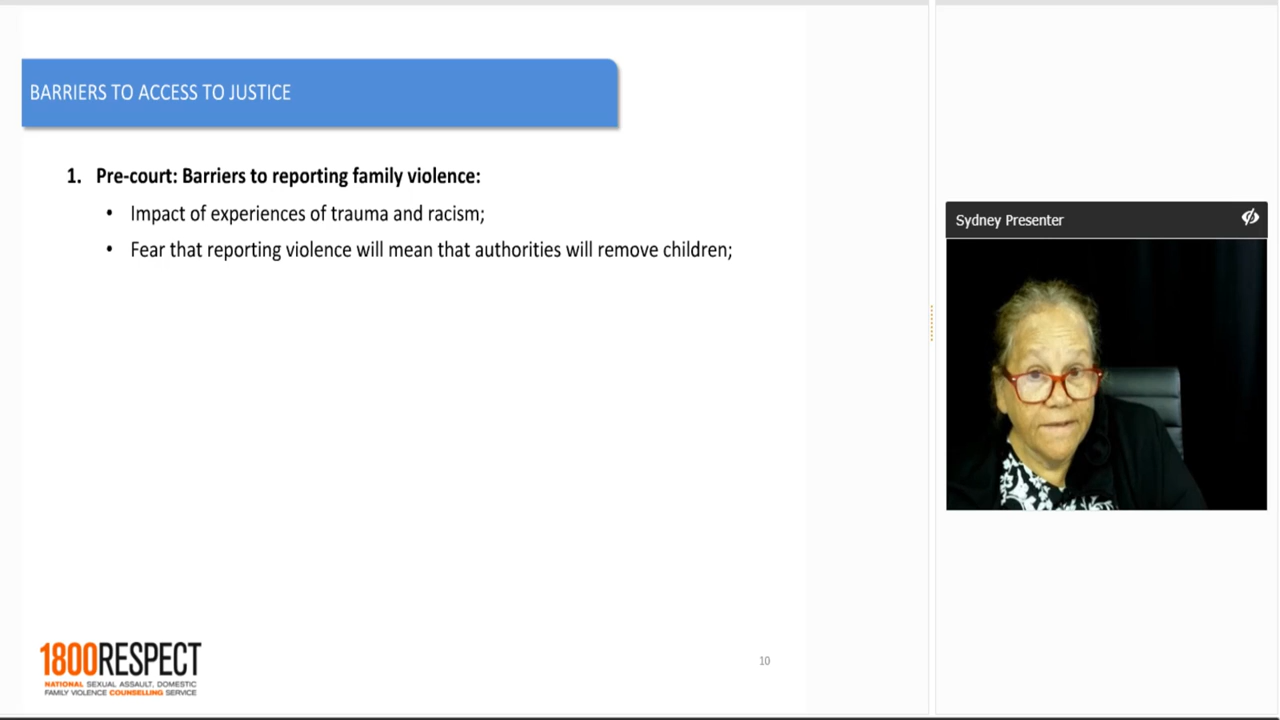 BARRIERS TO ACCESS TO JUSTICE
1. Pre-court: Barriers to reporting family violence:
• Impact of experiences of trauma and racism;
• Fear that reporting violence will mean that authorities will remove children;
Sydney Presenter
1800RESPECT
NATIONAL SEXUAL ASSAULT, DOMESTIC
FAMILY VIOLENCE COUNSELLING SERVICE
10